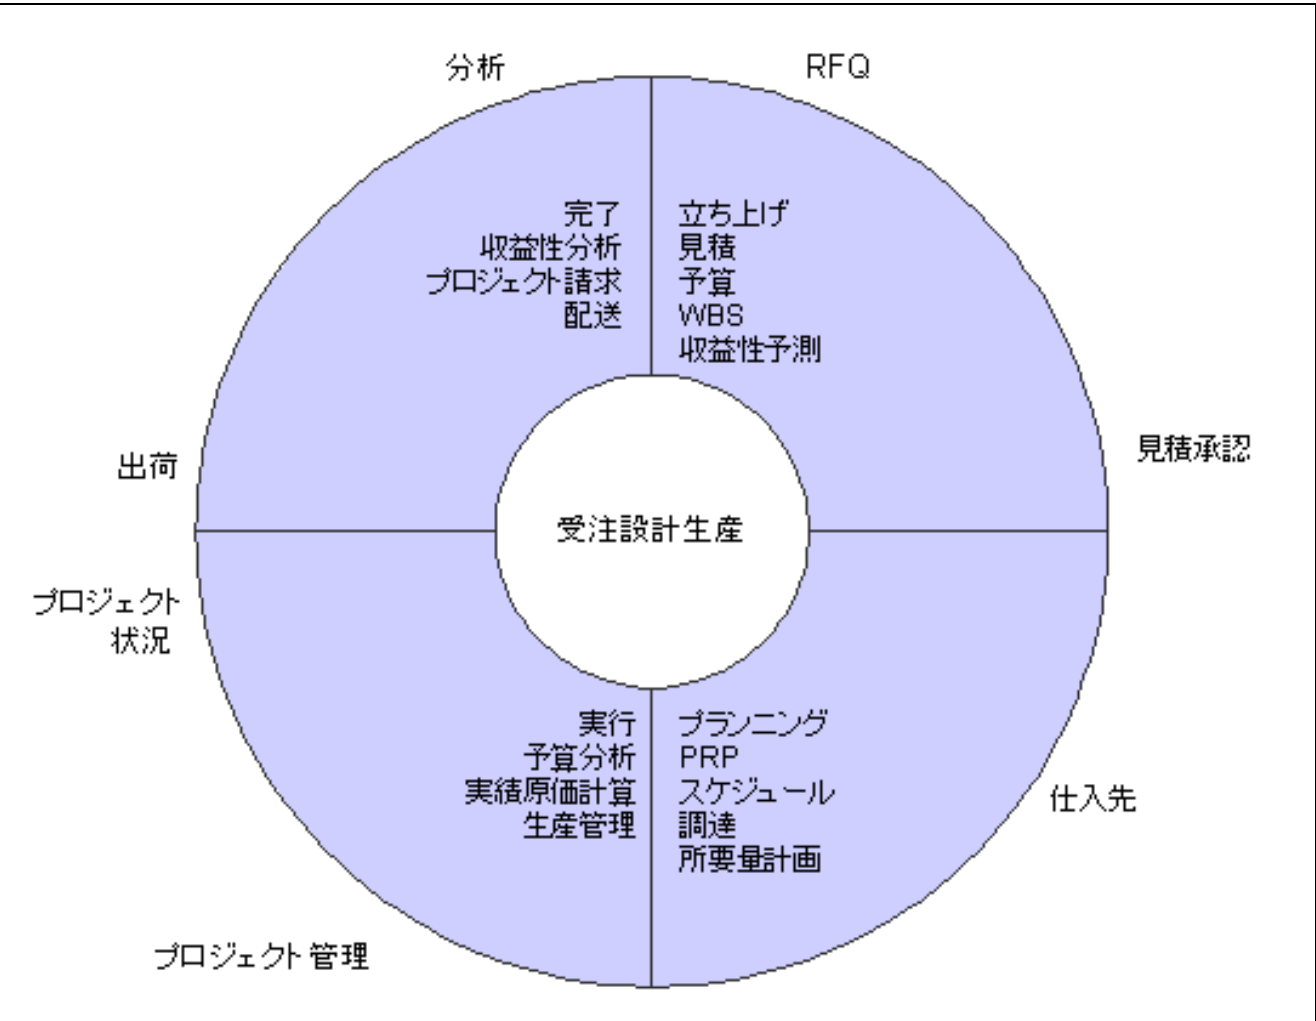 分析
RFQ
完了
収益性分析
プロジェクト請求
配送
立ち上げ
見積
予算
WBS
収益性予測
出荷
見積承認
受注設計生産
プロジェクト
状況
実行
予算分析
実績原価計算
生産管理
プランニング
PRP
スケジュール
調達
所要量計画
仕入先
プロジェクト管理